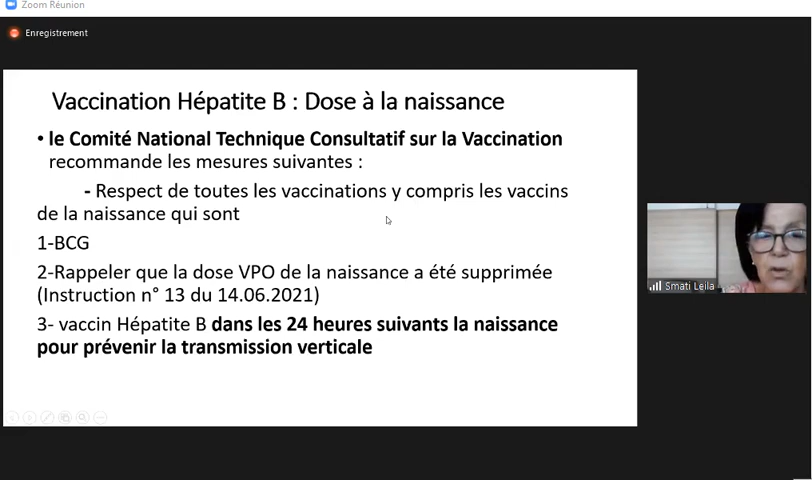 Zoom Réunion
Enregistrement
Vaccination Hépatite B : Dose à la naissance
• le Comité National Technique Consultatif sur la Vaccination
recommande les mesures suivantes :
- Respect de toutes les vaccinations y compris les vaccins
de la naissance qui sont
1-BCG
2-Rappeler que la dose VPO de la naissance a été supprimée
(Instruction n° 13 du 14.06.2021)
3- vaccin Hépatite B dans les 24 heures suivants la naissance
pour prévenir la transmission verticale
Smati Leila